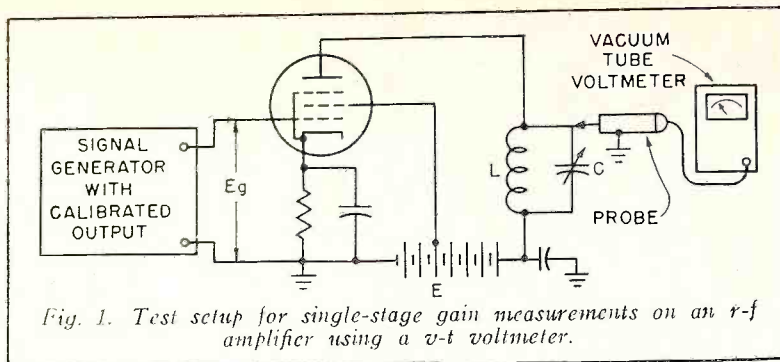 VACUUM
TUBE
VOLTMETER
SIGNAL
GENERATOR
WITH
CALIBRATED
OUTPUT
Eg
L
C
PROBE
E
Fig. 1. Test setup for single-stage gain measurements on an r-f
amplifier using a v-t voltmeter.